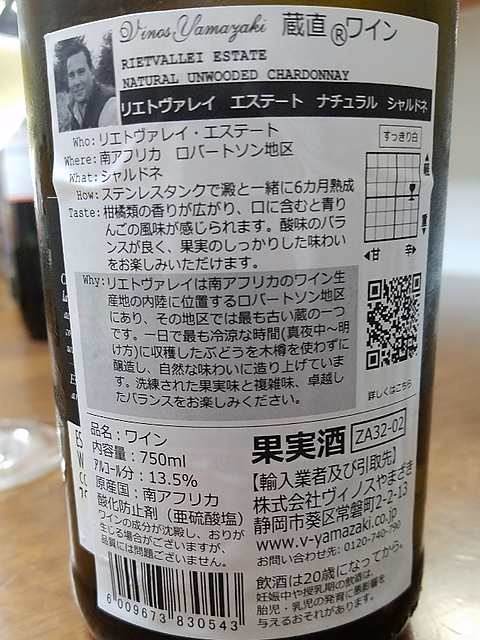 Vinos Yamazaki 蔵直®ワイン
RIETVALLEI ESTATE
NATURAL UNWOODED CHARDONNAY
リエトヴァレイ エステート ナチュラル シャルドネ
Who:リエトヴァレイ・エステート
Where:南アフリカ ロバートソン地区
What:シャルドネ
How:ステンレスタンクで澱と一緒に6カ月熟成
Taste:柑橘類の香りが広がり、口に含むと青り
んごの風味が感じられます。酸味のバラ
ンスが良く、果実のしっかりした味わい
をお楽しみいただけます。
すっきり白
軽
重
◀甘 辛▶
Why:リエトヴァレイは南アフリカのワイン生
産地の内陸に位置するロバートソン地区
にあり、その地区では最も古い蔵の一つ
です。一日で最も冷涼な時間(真夜中~明
け方)に収穫したぶどうを木樽を使わずに
醸造し、自然な味わいに造り上げていま
す。洗練された果実味と複雑味、卓越し
たバランスをお楽しみください。
詳しくはこちら
品名:ワイン
内容量:750ml
アルコール分:13.5%
原産国:南アフリカ
酸化防止剤(亜硫酸塩)
ワインの成分が沈殿し、おりが
生じる場合がございますが、
品質には問題ございません。
6 009673 830543
果実酒 ZA32-02
【輸入業者及び引取先】
株式会社ヴィノスやまざき
静岡市葵区常磐町2-2-13
www.v-yamazaki.co.jp
お問い合わせ先:0120-740-790
飲酒は20歳になってから。
妊娠中や授乳期の飲酒は、
胎児・乳児の発育に悪影響を
与えるおそれがあります。